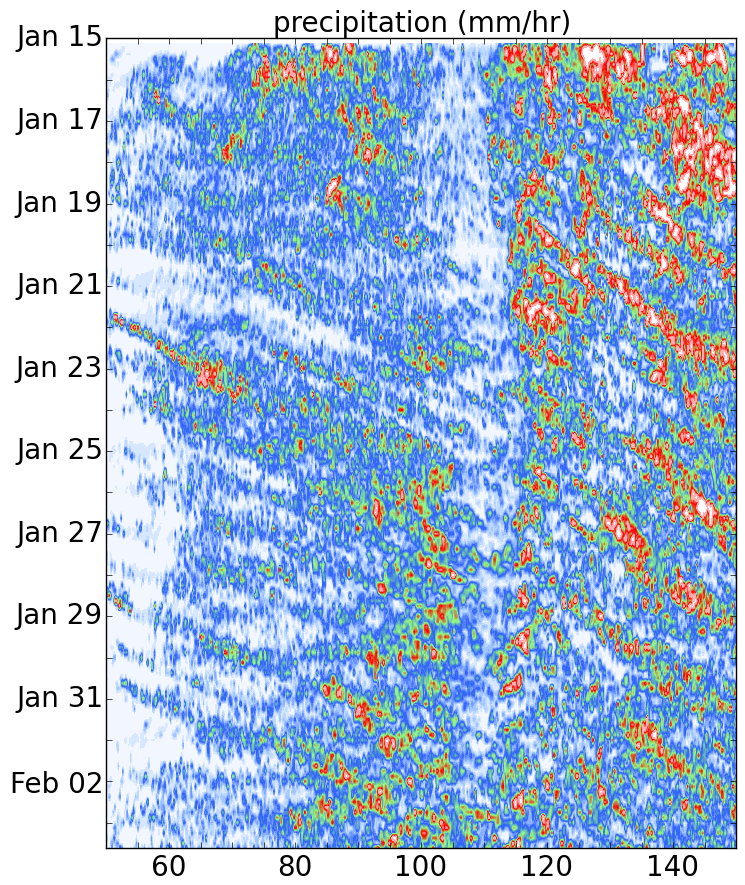 precipitation (mm/hr)
Jan 15
Jan 17
Jan 19
Jan 21
Jan 23
Jan 25
Jan 27
Jan 29
Jan 31
Feb 02
60 80 100 120 140